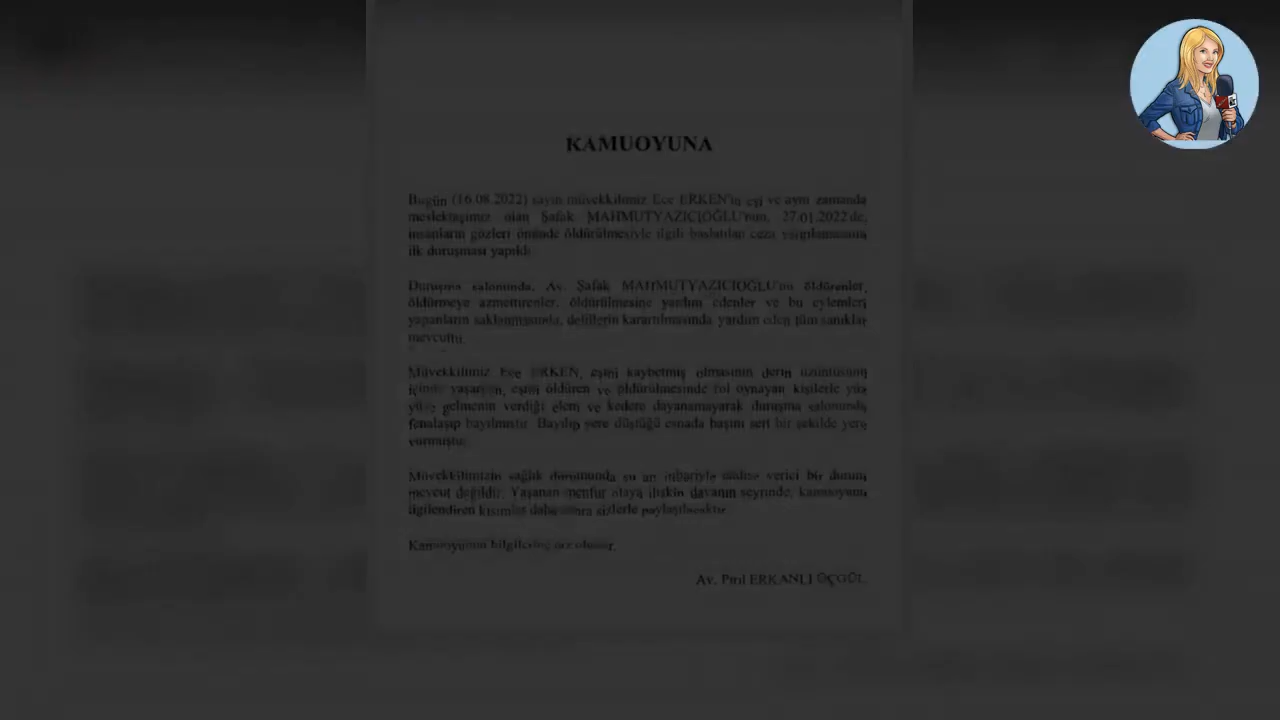 KAMUOYUNA
Bugün (16.08.2022) sayın müvekkilimiz Ece ERKEN'in eşi ve aynı zamanda
meslektaşımız olan Şafak MAHMUTYAZICIOĞLU'nun, 27.01.2022'de,
insanların gözleri önünde öldürülmesiyle ilgili başlatılan ceza yargılamasının
ilk duruşması yapıldı.
Duruşma salonunda, Av. Şafak MAHMUTYAZICIOĞLU'nu öldürenler,
öldürmeye azmettirenler, öldürülmesine yardım edenler ve bu eylemleri
yapanların saklanmasında, delillerin karartılmasında yardım eden tüm sanıklar
mevcuttu.
Müvekkilimiz Ece ERKEN, eşini kaybetmiş olmasının derin üzüntüsünü
içinde yaşarken, eşini öldüren ve öldürülmesinde rol oynayan kişilerle yüz
yüze gelmenin verdiği elem ve kedere dayanamayarak duruşma salonunda
fenalaşıp bayılmıştır. Bayılıp yere düştüğü esnada başını sert bir şekilde yere
vurmuştur.
Müvekkilimizin sağlık durumunda şu an itibariyle endişe verici bir durum
mevcut değildir. Yaşanan menfur olaya ilişkin davanın seyrinde, kamuoyunu
ilgilendiren kısımlar daha sonra sizlerle paylaşılacaktır.
Kamuoyunun bilgilerine arz olunur.
Av. Pırıl ERKANLI ÜÇGÜL